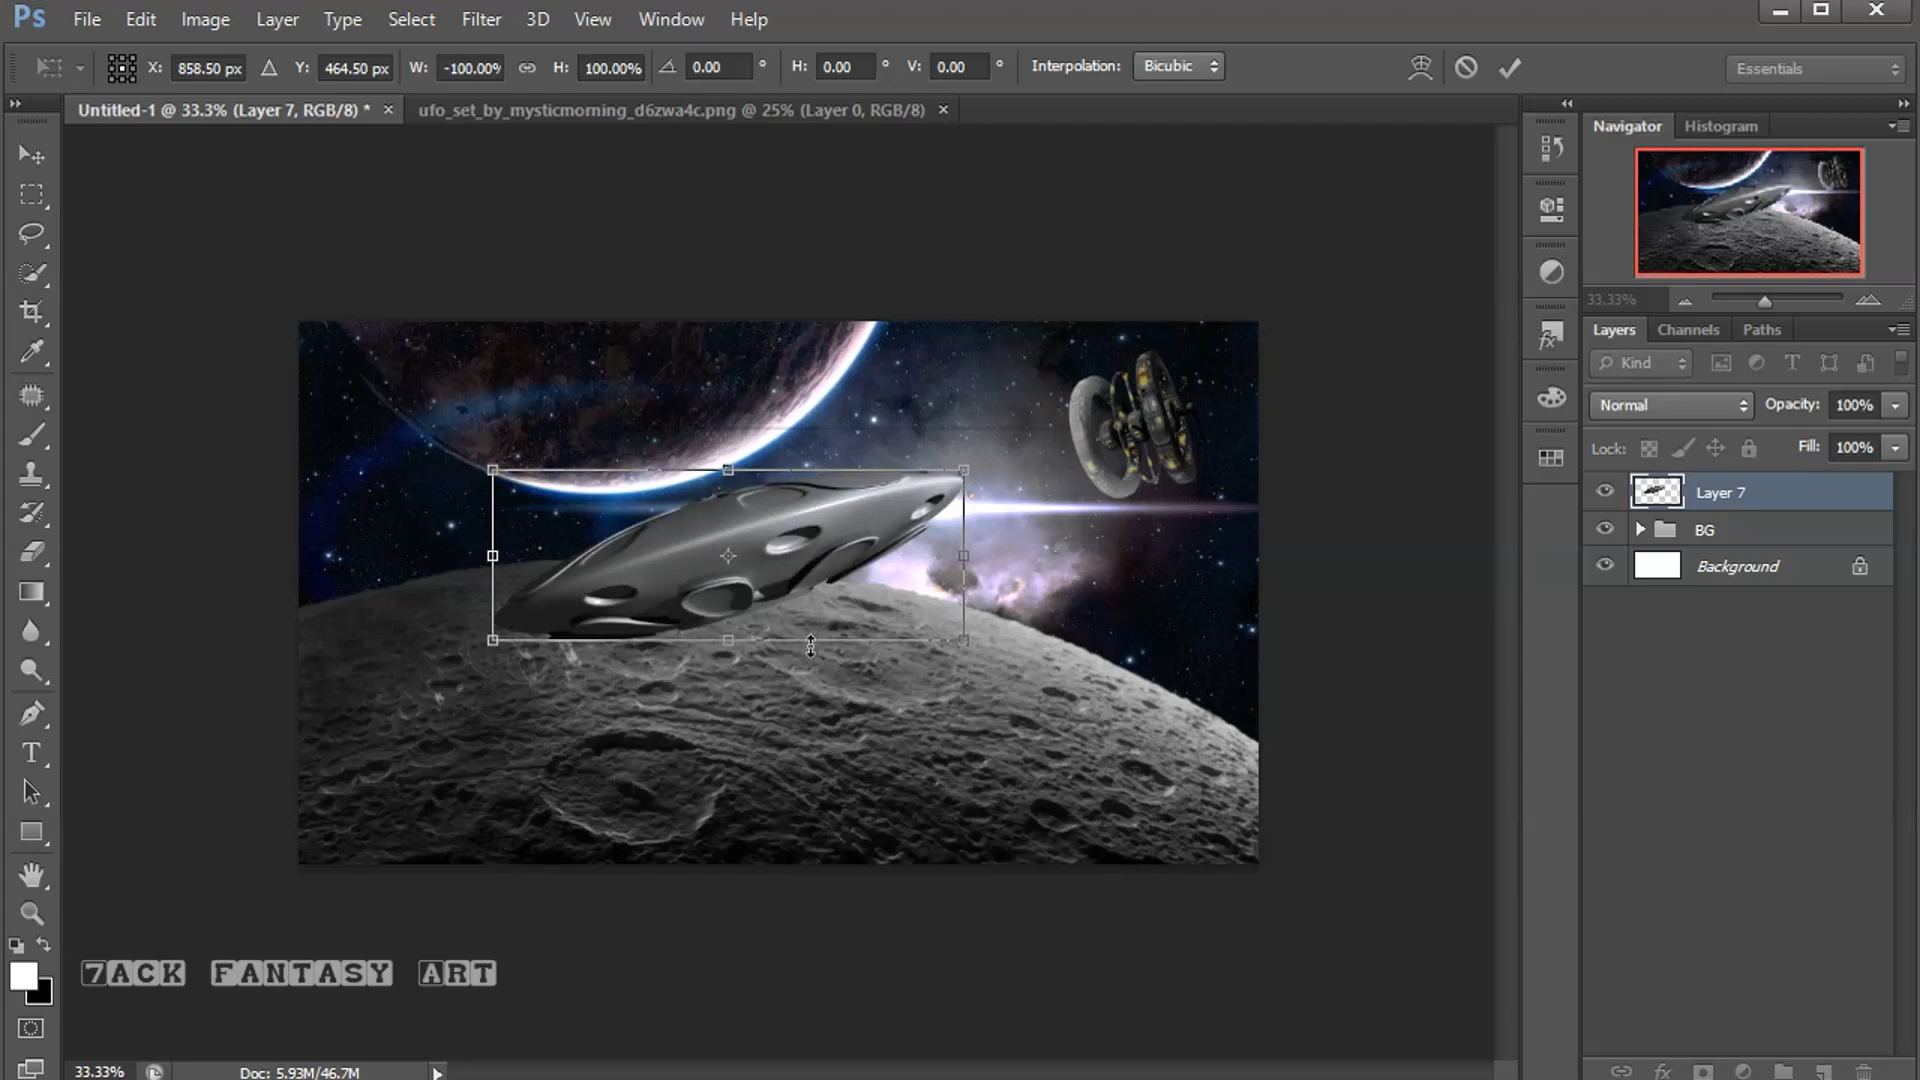 Ps File Edit Image Layer Type Select Filter 3D View Window Help
X: 858.50 px Y: 464.50 px W: -100.00% H: 100.00% 0.00 ° H: 0.00 ° V: 0.00 ° Interpolation: Bicubic Essentials
Untitled-1 @ 33.3% (Layer 7, RGB/8) * × ufo_set_by_mysticmorning_d6zwa4c.png @ 25% (Layer 0, RGB/8) ×
Navigator Histogram
33.33%
Layers Channels Paths
Kind
Normal Opacity: 100%
Lock: Fill: 100%
Layer 7
BG
Background
7ACK FANTASY ART
33.33% Doc: 5.93M/46.7M